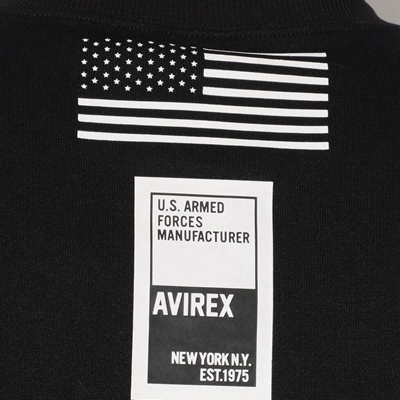 U.S. ARMED
FORCES
MANUFACTURER
AVIREX
NEW YORK N.Y.
EST.1975